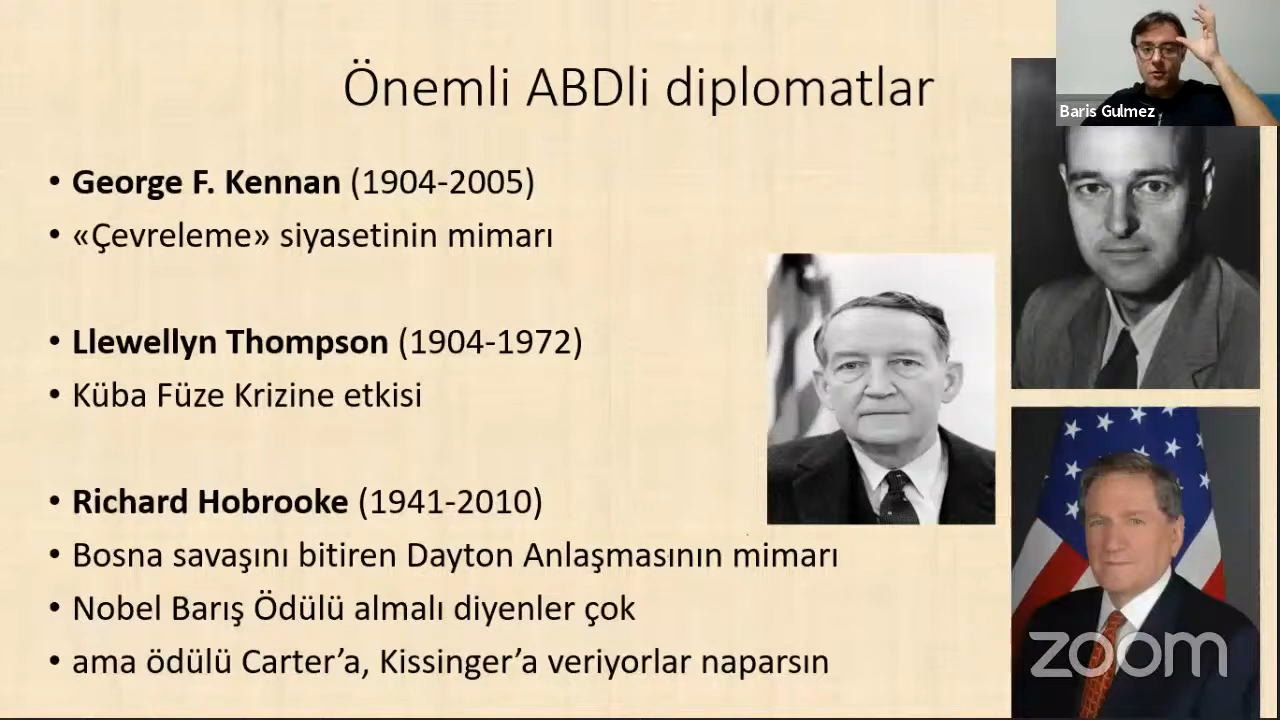 Önemli ABDli diplomatlar
Baris Gulmez
• George F. Kennan (1904-2005)
• «Çevreleme» siyasetinin mimarı
• Llewellyn Thompson (1904-1972)
• Küba Füze Krizine etkisi
• Richard Hobrooke (1941-2010)
• Bosna savaşını bitiren Dayton Anlaşmasının mimarı
• Nobel Barış Ödülü almalı diyenler çok
• ama ödülü Carter’a, Kissinger’a veriyorlar naparsın
zoom